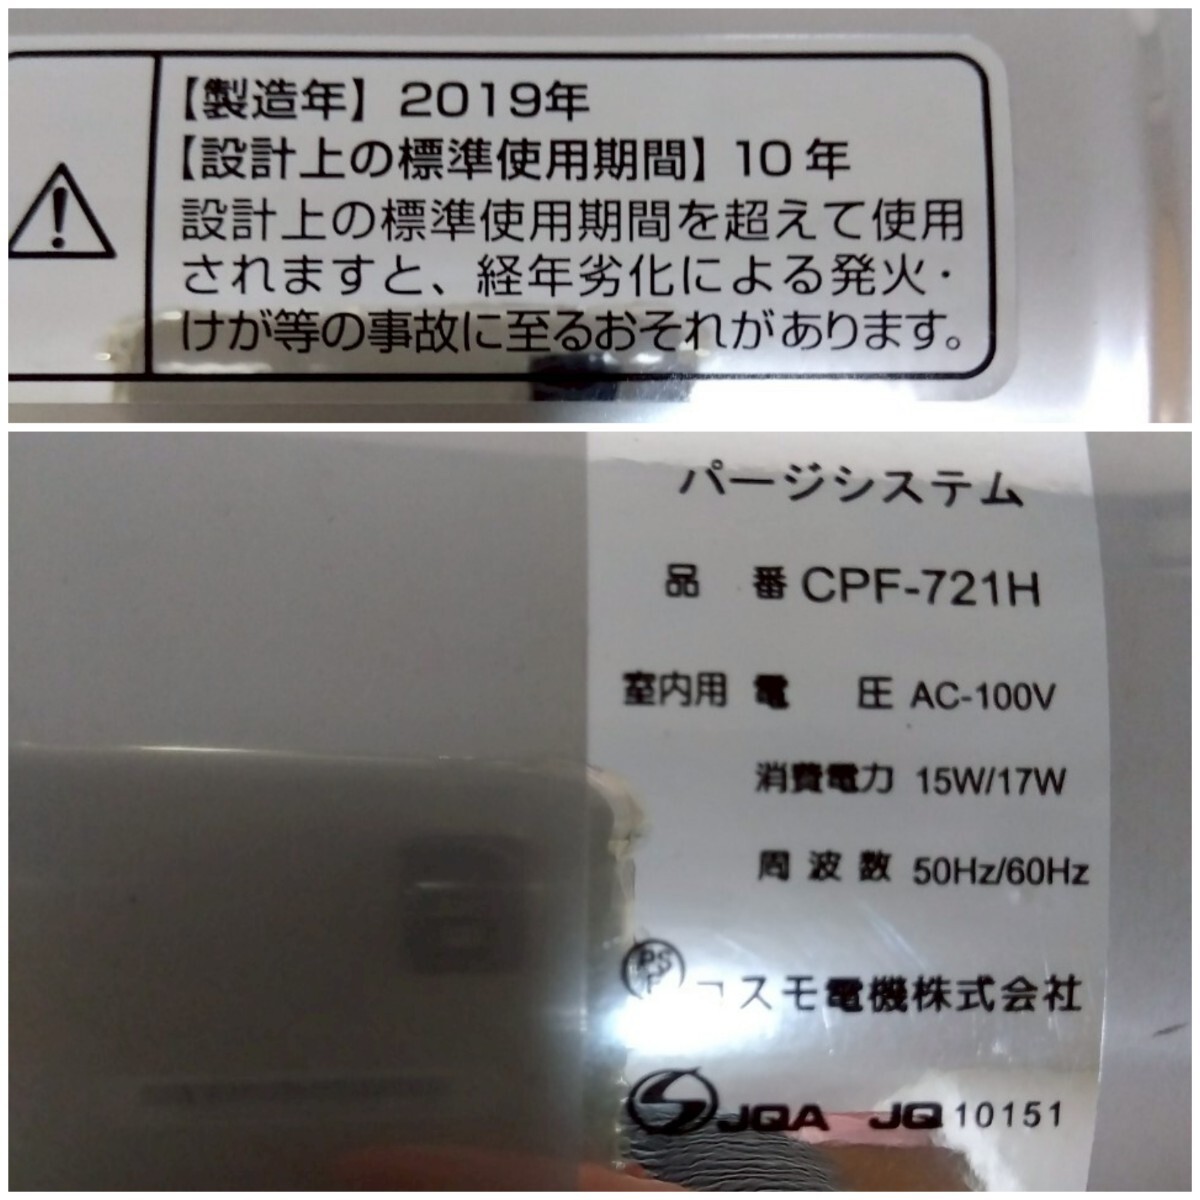 【製造年】 2019年
【設計上の標準使用期間】 10年
設計上の標準使用期間を超えて使用
されますと、経年劣化による発火・
けが等の事故に至るおそれがあります。
パージシステム
品 番 CPF-721H
室内用 電 圧 AC-100V
消費電力 15W/17W
周波数 50Hz/60Hz
PS
E
コスモ電機株式会社
JQA JQ 10151